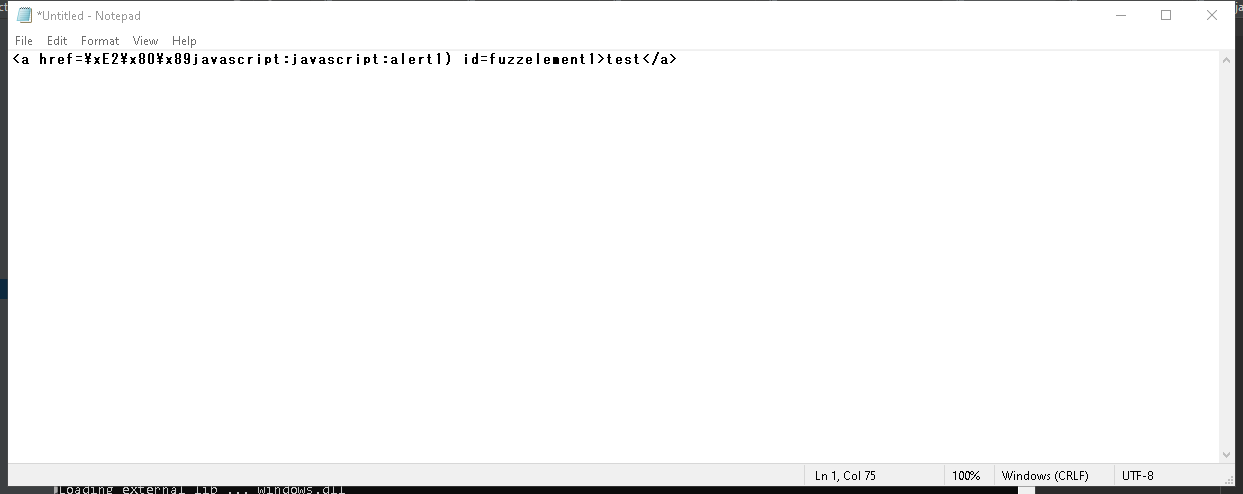 *Untitled - Notepad
File Edit Format View Help
<a href=¥xE2¥x80¥x89javascript:javascript:alert1) id=fuzzelement1>test</a>
Ln 1, Col 75 100% Windows (CRLF) UTF-8
Loading external lib ... windows.dll